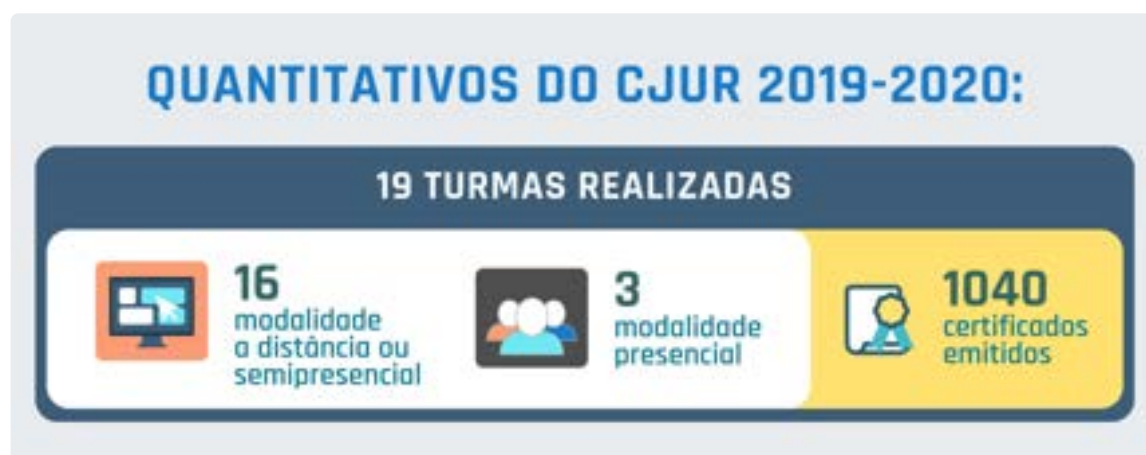 QUANTITATIVOS DO CJUR 2019-2020:
19 TURMAS REALIZADAS
16
modalidade
a distância ou
semipresencial
3
modalidade
presencial
1040
certificados
emitidos